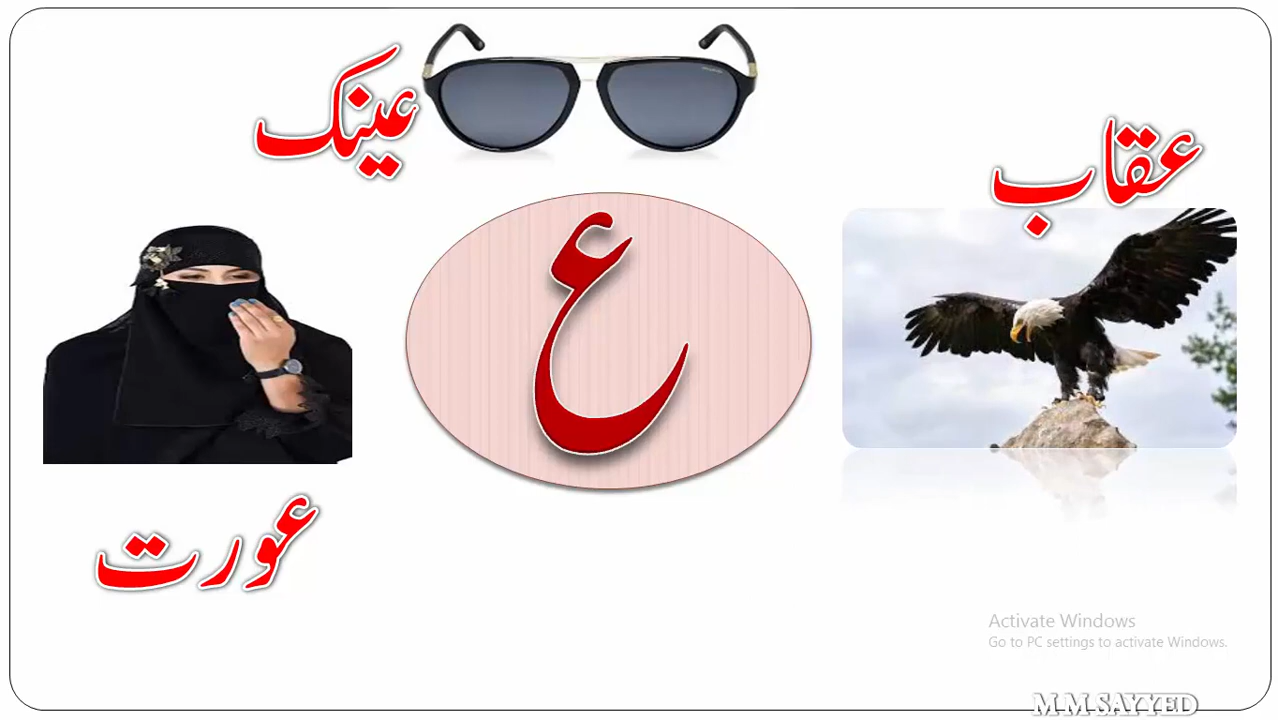 عینک
عقاب
ع
عورت
Activate Windows
Go to PC settings to activate Windows.
M M SAYYED